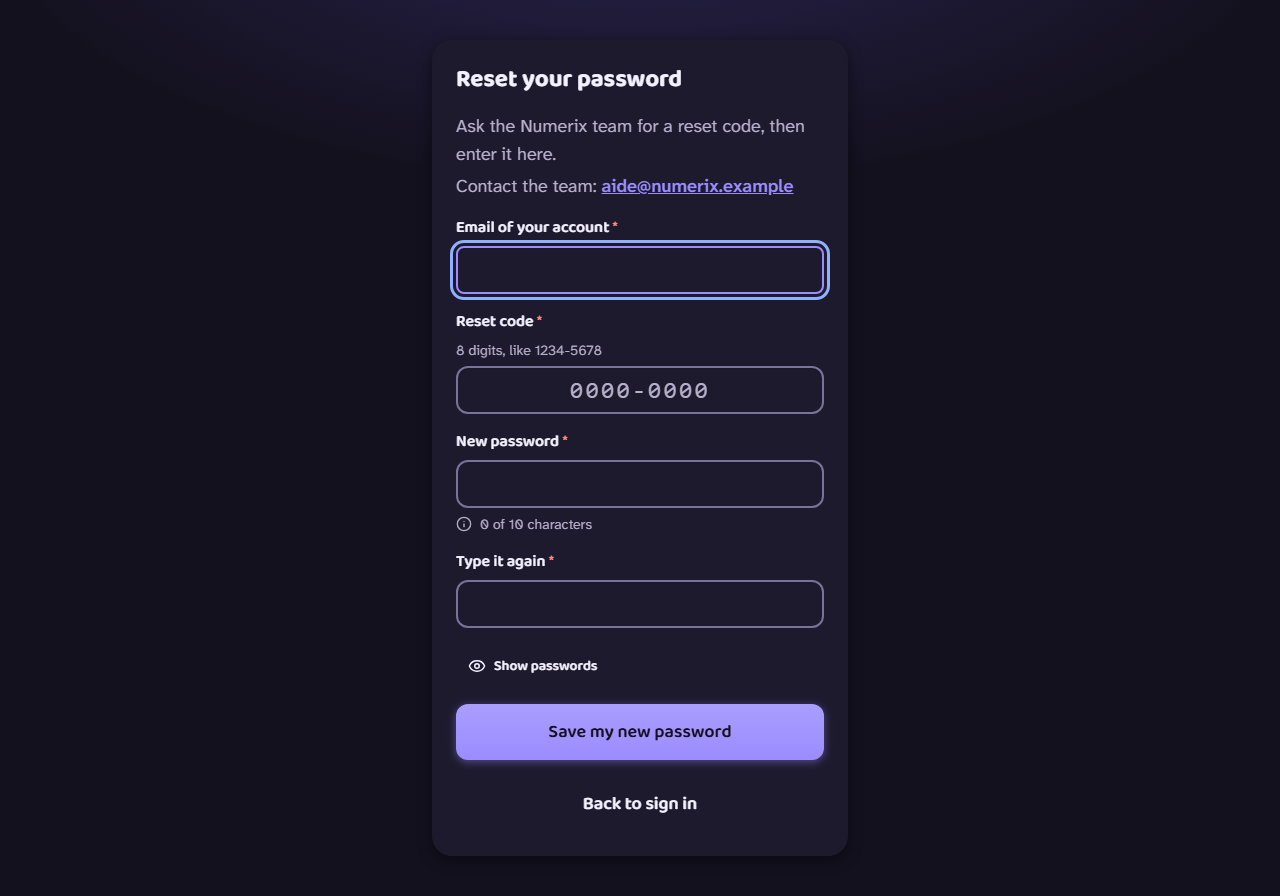 Reset your password
Ask the Numerix team for a reset code, then
enter it here.
Contact the team: aide@numerix.example
Email of your account *
Reset code *
8 digits, like 1234-5678
0000-0000
New password *
0 of 10 characters
Type it again *
Show passwords
Save my new password
Back to sign in